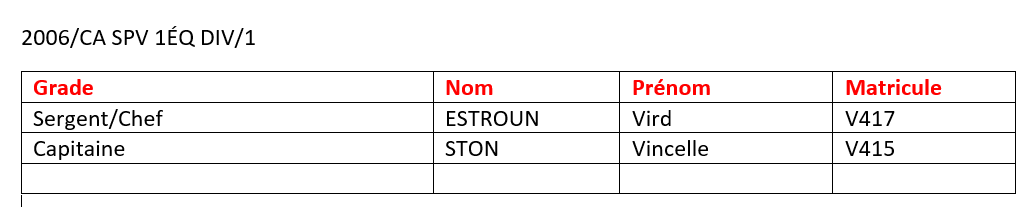 2006/CA SPV 1ÉQ DIV/1
Grade Nom Prénom Matricule
Sergent/Chef ESTROUN Vird V417
Capitaine STON Vincelle V415